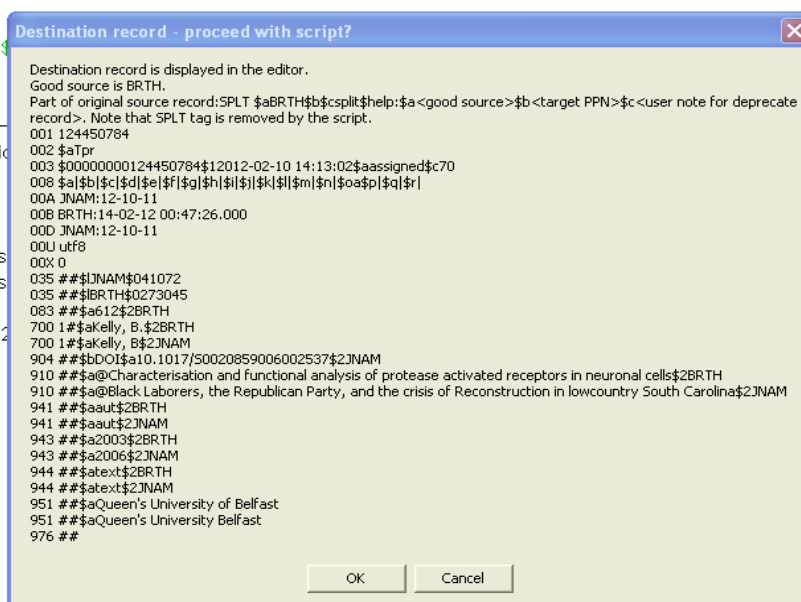 Destination record - proceed with script?
Destination record is displayed in the editor.
Good source is BRTH.
Part of original source record:SPLT $aBRTH$b$csplit$help:$a<good source>$b<target PPN>$c<user note for deprecate
record>. Note that SPLT tag is removed by the script.
001 124450784
002 $aTpr
003 $00000000124450784$12012-02-10 14:13:02$aassigned$c70
008 $a|$b|$c|$d|$e|$f|$g|$h|$i|$j|$k|$l|$m|$n|$oa$p|$q|$r|
00A JNAM:12-10-11
00B BRTH:14-02-12 00:47:26.000
00D JNAM:12-10-11
00U utf8
00X 0
035 ##$lJNAM$041072
035 ##$lBRTH$0273045
083 ##$a612$2BRTH
700 1#$aKelly, B.$2BRTH
700 1#$aKelly, B$2JNAM
904 ##$bDOI$a10.1017/S0020859006002537$2JNAM
910 ##$a@Characterisation and functional analysis of protease activated receptors in neuronal cells$2BRTH
910 ##$a@Black Laborers, the Republican Party, and the crisis of Reconstruction in lowcountry South Carolina$2JNAM
941 ##$aaut$2BRTH
941 ##$aaut$2JNAM
943 ##$a2003$2BRTH
943 ##$a2006$2JNAM
944 ##$atext$2BRTH
944 ##$atext$2JNAM
951 ##$aQueen's University of Belfast
951 ##$aQueen's University Belfast
976 ##
OK Cancel